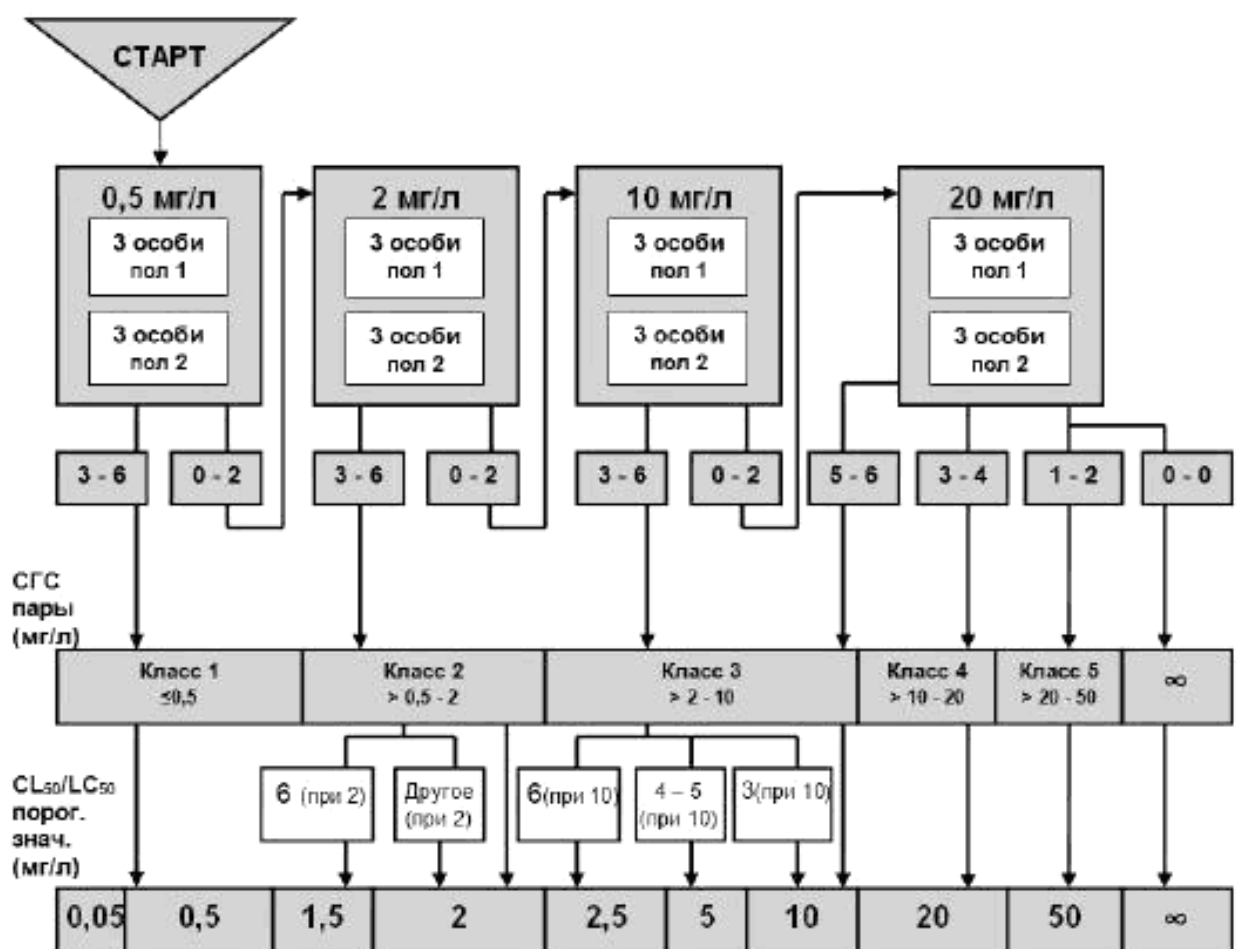 СТАРТ
0,5 мг/л
3 особи
пол 1
3 особи
пол 2
2 мг/л
3 особи
пол 1
3 особи
пол 2
10 мг/л
3 особи
пол 1
3 особи
пол 2
20 мг/л
3 особи
пол 1
3 особи
пол 2
3 - 6
0 - 2
3 - 6
0 - 2
3 - 6
0 - 2
5 - 6
3 - 4
1 - 2
0 - 0
СГС
пары
(мг/л)
Класс 1
≤0,5
Класс 2
> 0,5 - 2
Класс 3
> 2 - 10
Класс 4
> 10 - 20
Класс 5
> 20 - 50
∞
CL₅₀/LC₅₀
порог.
знач.
(мг/л)
6 (при 2)
Другое
(при 2)
6(при 10)
4 – 5
(при 10)
3(при 10)
0,05
0,5
1,5
2
2,5
5
10
20
50
∞